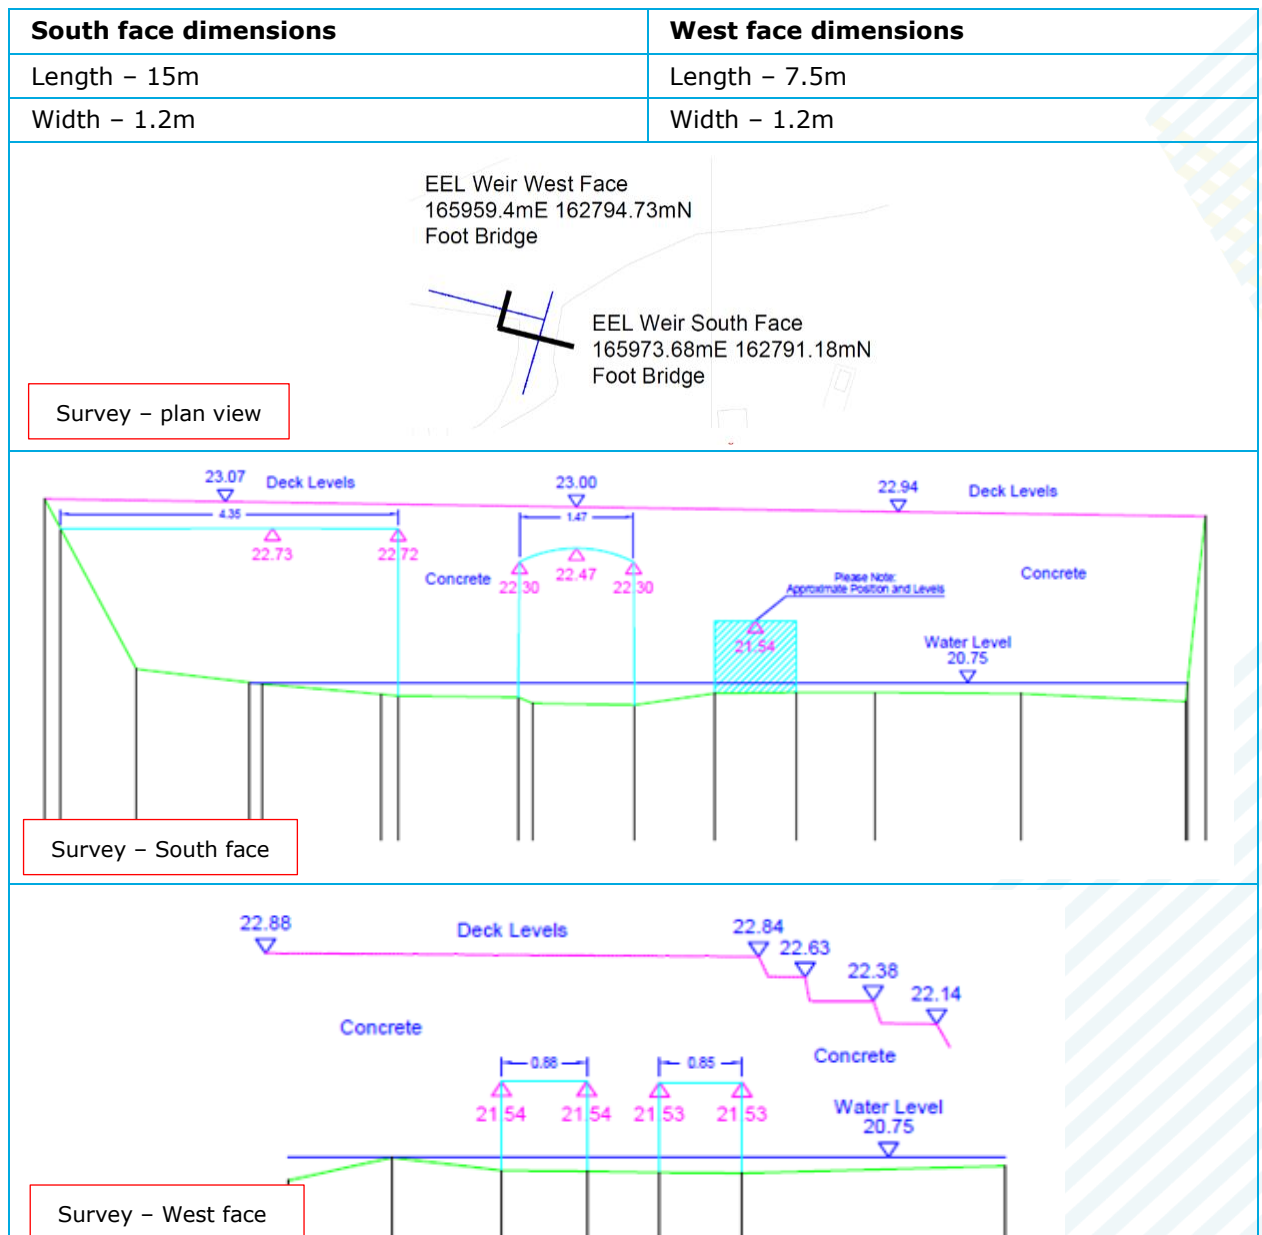 South face dimensions
West face dimensions
Length – 15m
Length – 7.5m
Width – 1.2m
Width – 1.2m
EEL Weir West Face
165959.4mE 162794.73mN
Foot Bridge
EEL Weir South Face
165973.68mE 162791.18mN
Foot Bridge
Survey – plan view
23.07
Deck Levels
23.00
22.94
Deck Levels
4.35
1.47
22.73
22.72
Concrete
22.30
22.47
22.30
Please Note:
Approximate Position and Levels
Concrete
21.54
Water Level
20.75
Survey – South face
22.88
Deck Levels
22.84
22.63
22.38
22.14
Concrete
0.88
0.85
Concrete
21.54
21.54
21.53
21.53
Water Level
20.75
Survey – West face